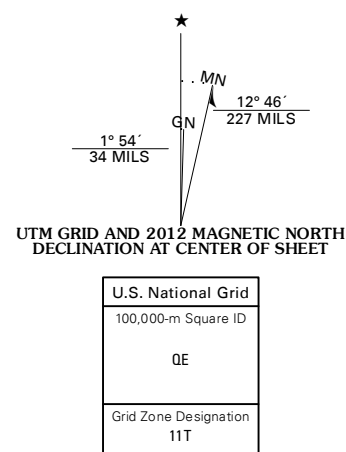 ★
MN
GN
12° 46´
227 MILS
1° 54´
34 MILS
UTM GRID AND 2012 MAGNETIC NORTH
DECLINATION AT CENTER OF SHEET
U.S. National Grid
100,000-m Square ID
QE
Grid Zone Designation
11T